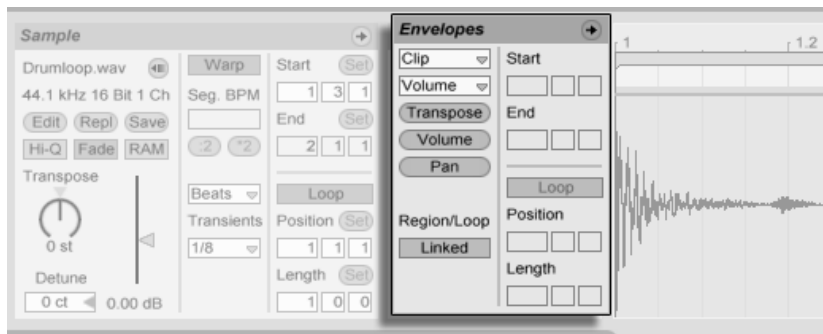 Sample
Drumloop.wav
44.1 kHz 16 Bit 1 Ch
Edit Repl Save
Hi-Q Fade RAM
Transpose
0 st
Detune
0 ct 0.00 dB
Warp
Seg. BPM
:2 *2
Beats
Transients
1/8
Start Set
1 3 1
End Set
2 1 1
Loop
Position Set
1 1 1
Length Set
1 0 0
Envelopes
Clip
Volume
Transpose
Volume
Pan
Region/Loop
Linked
Start
End
Loop
Position
Length
1 1.2